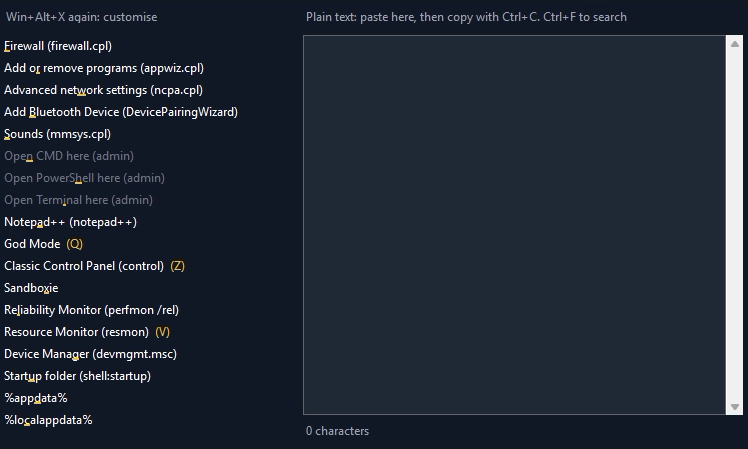 Win+Alt+X again: customise
Plain text: paste here, then copy with Ctrl+C. Ctrl+F to search
Firewall (firewall.cpl)
Add or remove programs (appwiz.cpl)
Advanced network settings (ncpa.cpl)
Add Bluetooth Device (DevicePairingWizard)
Sounds (mmsys.cpl)
Open CMD here (admin)
Open PowerShell here (admin)
Open Terminal here (admin)
Notepad++ (notepad++)
God Mode (Q)
Classic Control Panel (control) (Z)
Sandboxie
Reliability Monitor (perfmon /rel)
Resource Monitor (resmon) (V)
Device Manager (devmgmt.msc)
Startup folder (shell:startup)
%appdata%
%localappdata%
0 characters